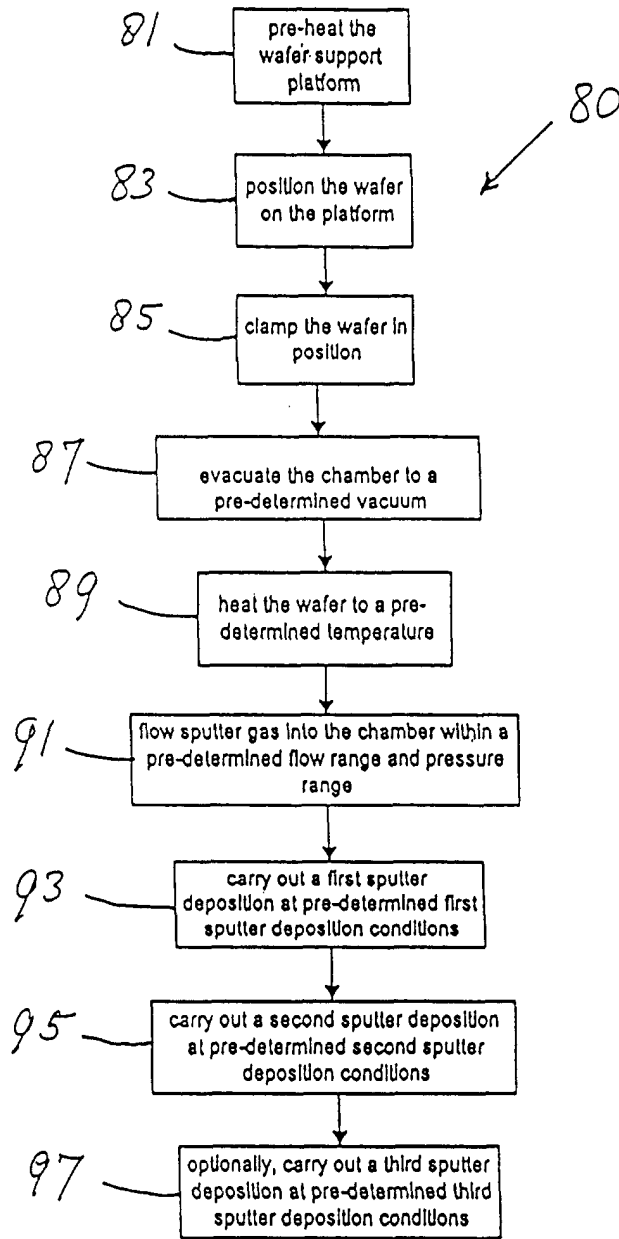 81
pre-heat the
wafer support
platform
80
83
position the wafer
on the platform
85
clamp the wafer in
position
87
evacuate the chamber to a
pre-determined vacuum
89
heat the wafer to a pre-
determined temperature
91
flow sputter gas into the chamber within a
pre-determined flow range and pressure
range
93
carry out a first sputter
deposition at pre-determined first
sputter deposition conditions
95
carry out a second sputter deposition
at pre-determined second sputter
deposition conditions
97
optionally, carry out a third sputter
deposition at pre-determined third
sputter deposition conditions